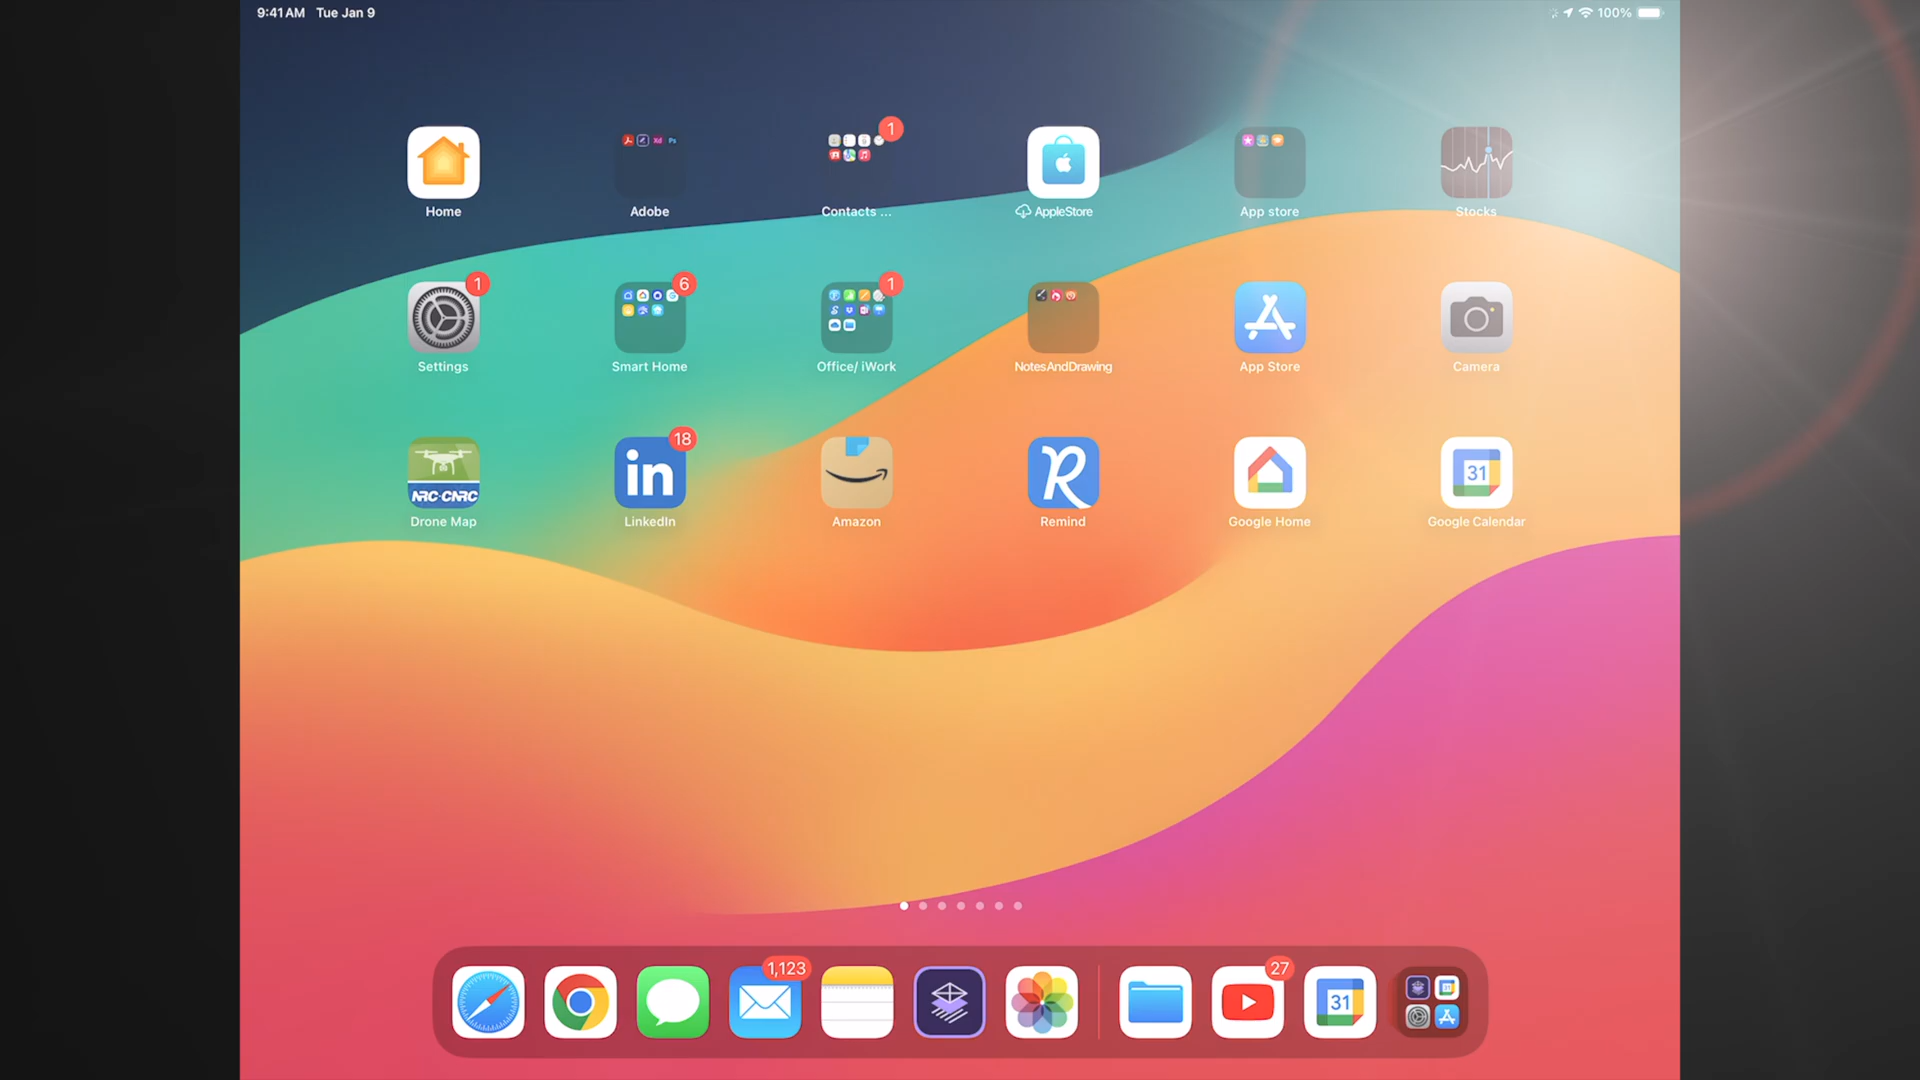 9:41 AM Tue Jan 9
100%
1
Home
Adobe
Contacts ...
AppleStore
App store
Stocks
1
6
1
Settings
Smart Home
Office/ iWork
NotesAndDrawing
App Store
Camera
18
NRC·CNRC
in
R
31
Drone Map
LinkedIn
Amazon
Remind
Google Home
Google Calendar
1,123
27
31